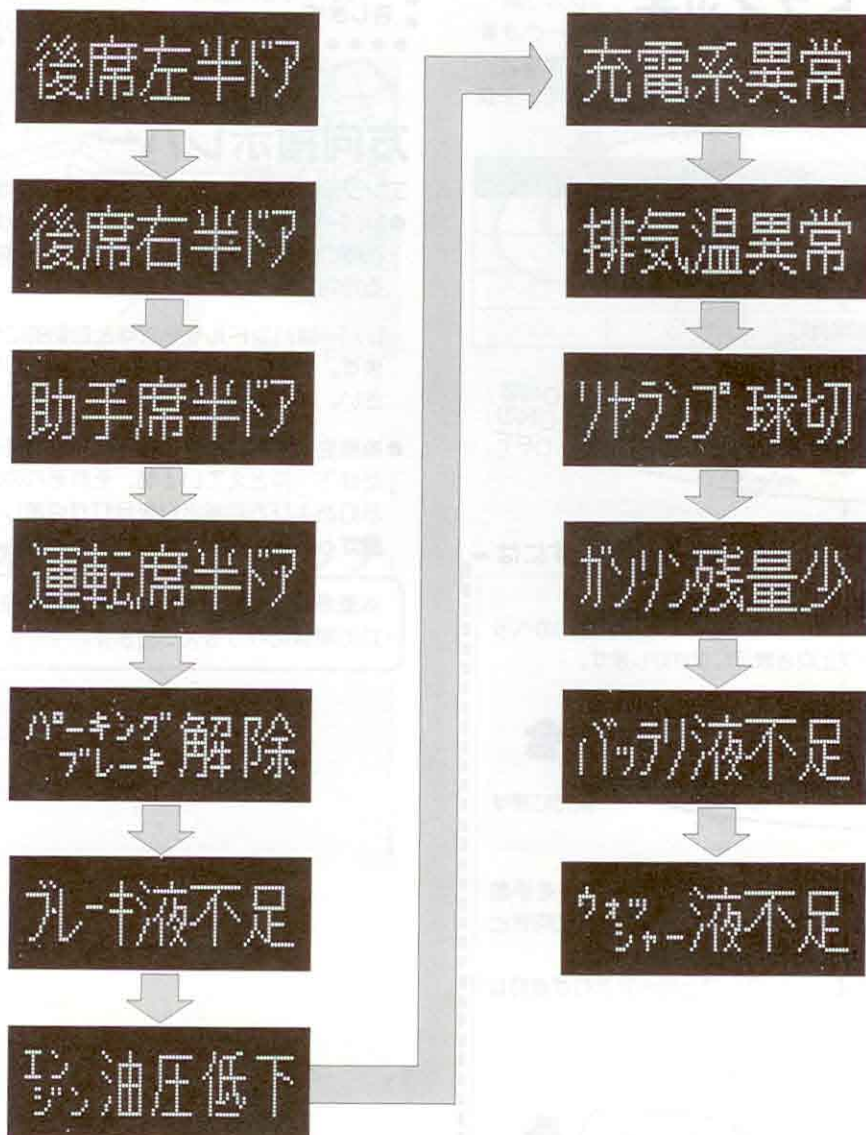 後席左半ドア
後席右半ドア
助手席半ドア
運転席半ドア
パーキング
ブレーキ解除
ブレーキ液不足
エンジン油圧低下
充電系異常
排気温異常
リヤランプ球切
ガソリン残量少
バッテリ液不足
ウォッシャー液不足